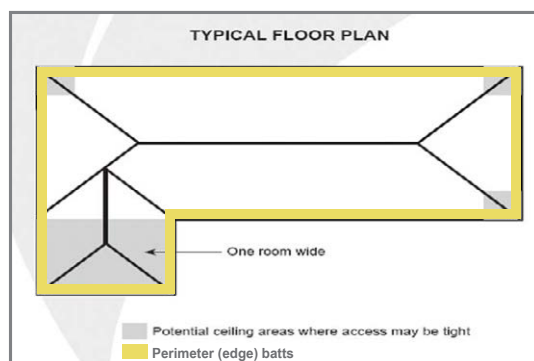 TYPICAL FLOOR PLAN
One room wide
Potential ceiling areas where access may be tight
Perimeter (edge) batts